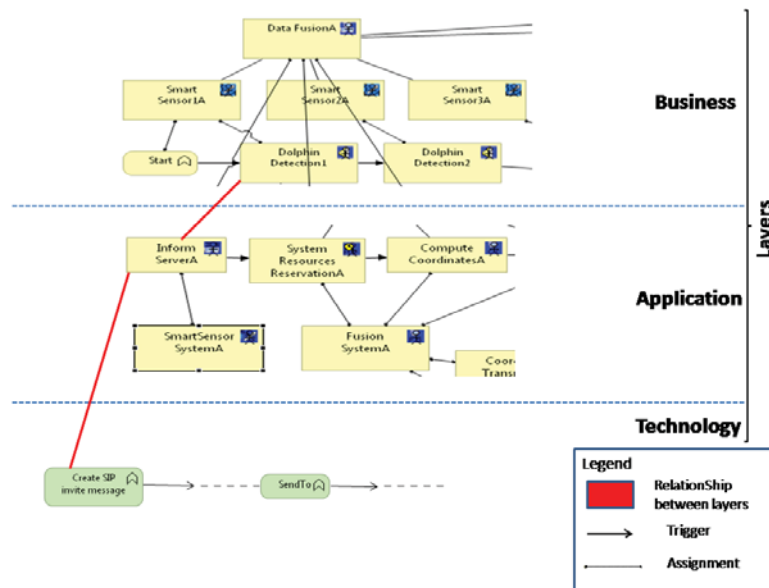 Data FusionA
Smart
Sensor1A
Smart
Sensor2A
Smart
Sensor3A
Business
Start
Dolphin
Detection1
Dolphin
Detection2
Layers
Inform
ServerA
System
Resources
ReservationA
Compute
CoordinatesA
Application
SmartSensor
SystemA
Fusion
SystemA
Technology
Create SIP
invite message
SendTo
Legend
RelationShip
between layers
Trigger
Assignment